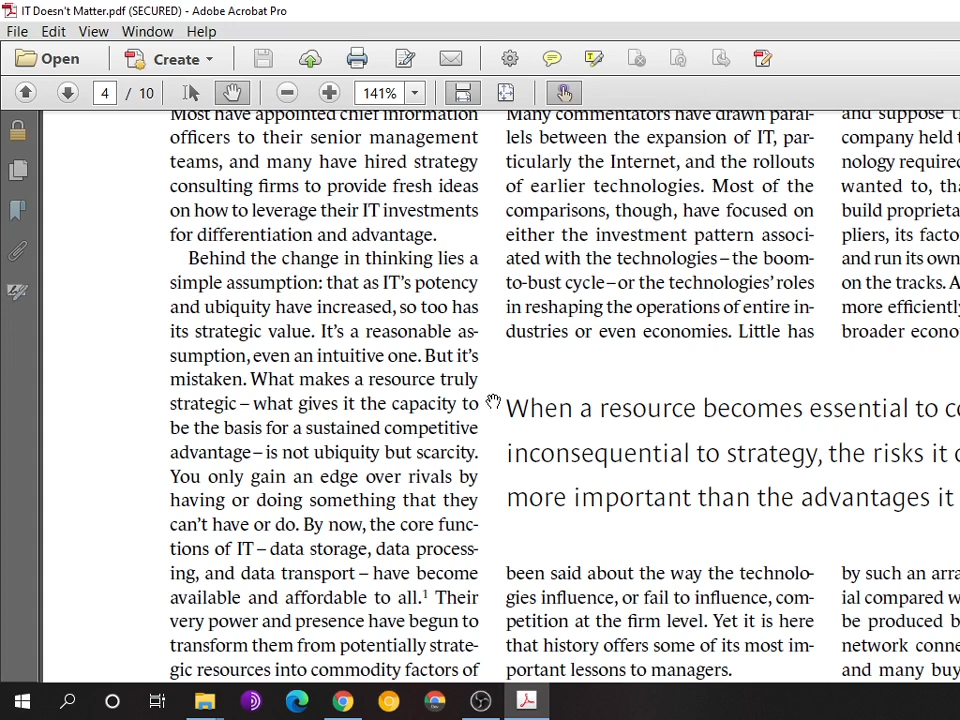 IT Doesn't Matter.pdf (SECURED) - Adobe Acrobat Pro
File Edit View Window Help
Open Create
4 / 10 141%
Most have appointed chief information
officers to their senior management
teams, and many have hired strategy
consulting firms to provide fresh ideas
on how to leverage their IT investments
for differentiation and advantage.
Behind the change in thinking lies a
simple assumption: that as IT's potency
and ubiquity have increased, so too has
its strategic value. It's a reasonable as-
sumption, even an intuitive one. But it's
mistaken. What makes a resource truly
strategic – what gives it the capacity to
be the basis for a sustained competitive
advantage – is not ubiquity but scarcity.
You only gain an edge over rivals by
having or doing something that they
can't have or do. By now, the core func-
tions of IT – data storage, data process-
ing, and data transport – have become
available and affordable to all.¹ Their
very power and presence have begun to
transform them from potentially strate-
gic resources into commodity factors of
Many commentators have drawn paral-
lels between the expansion of IT, par-
ticularly the Internet, and the rollouts
of earlier technologies. Most of the
comparisons, though, have focused on
either the investment pattern associ-
ated with the technologies – the boom-
to-bust cycle – or the technologies' roles
in reshaping the operations of entire in-
dustries or even economies. Little has
When a resource becomes essential to
inconsequential to strategy, the risks it
more important than the advantages it
been said about the way the technolo-
gies influence, or fail to influence, com-
petition at the firm level. Yet it is here
that history offers some of its most im-
portant lessons to managers.
and suppose
company held
nology required
wanted to,
build
pliers, its
and run its own
on the tracks.
more
broader
by such an
ial compared
be produced
network
and many